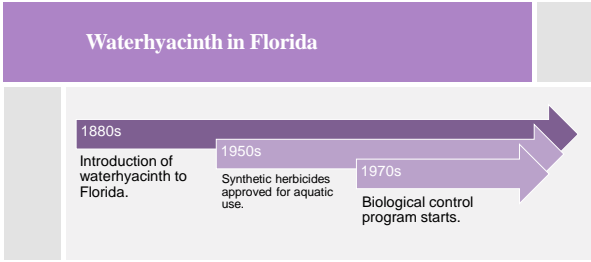 Waterhyacinth in Florida
1880s
Introduction of
waterhyacinth to
Florida.
1950s
Synthetic herbicides
approved for aquatic
use.
1970s
Biological control
program starts.